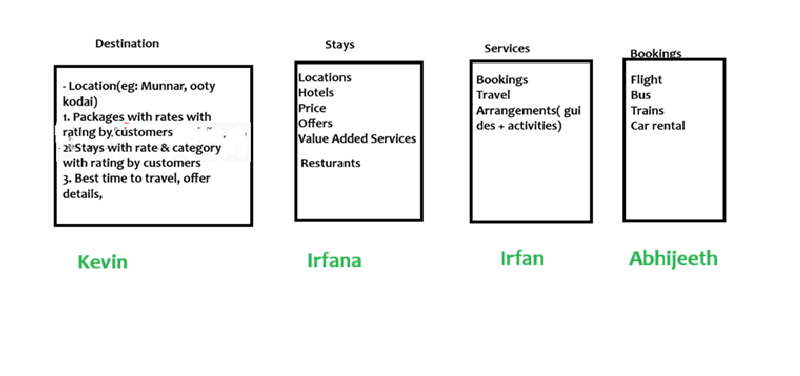 Destination
- Location(eg: Munnar, ooty
kodai)
1. Packages with rates with
rating by customers
2. Stays with rate & category
with rating by customers
3. Best time to travel, offer
details,
Kevin
Stays
Locations
Hotels
Price
Offers
Value Added Services
Resturants
Irfana
Services
Bookings
Travel
Arrangements( gui
des + activities)
Irfan
Bookings
Flight
Bus
Trains
Car rental
Abhijeeth